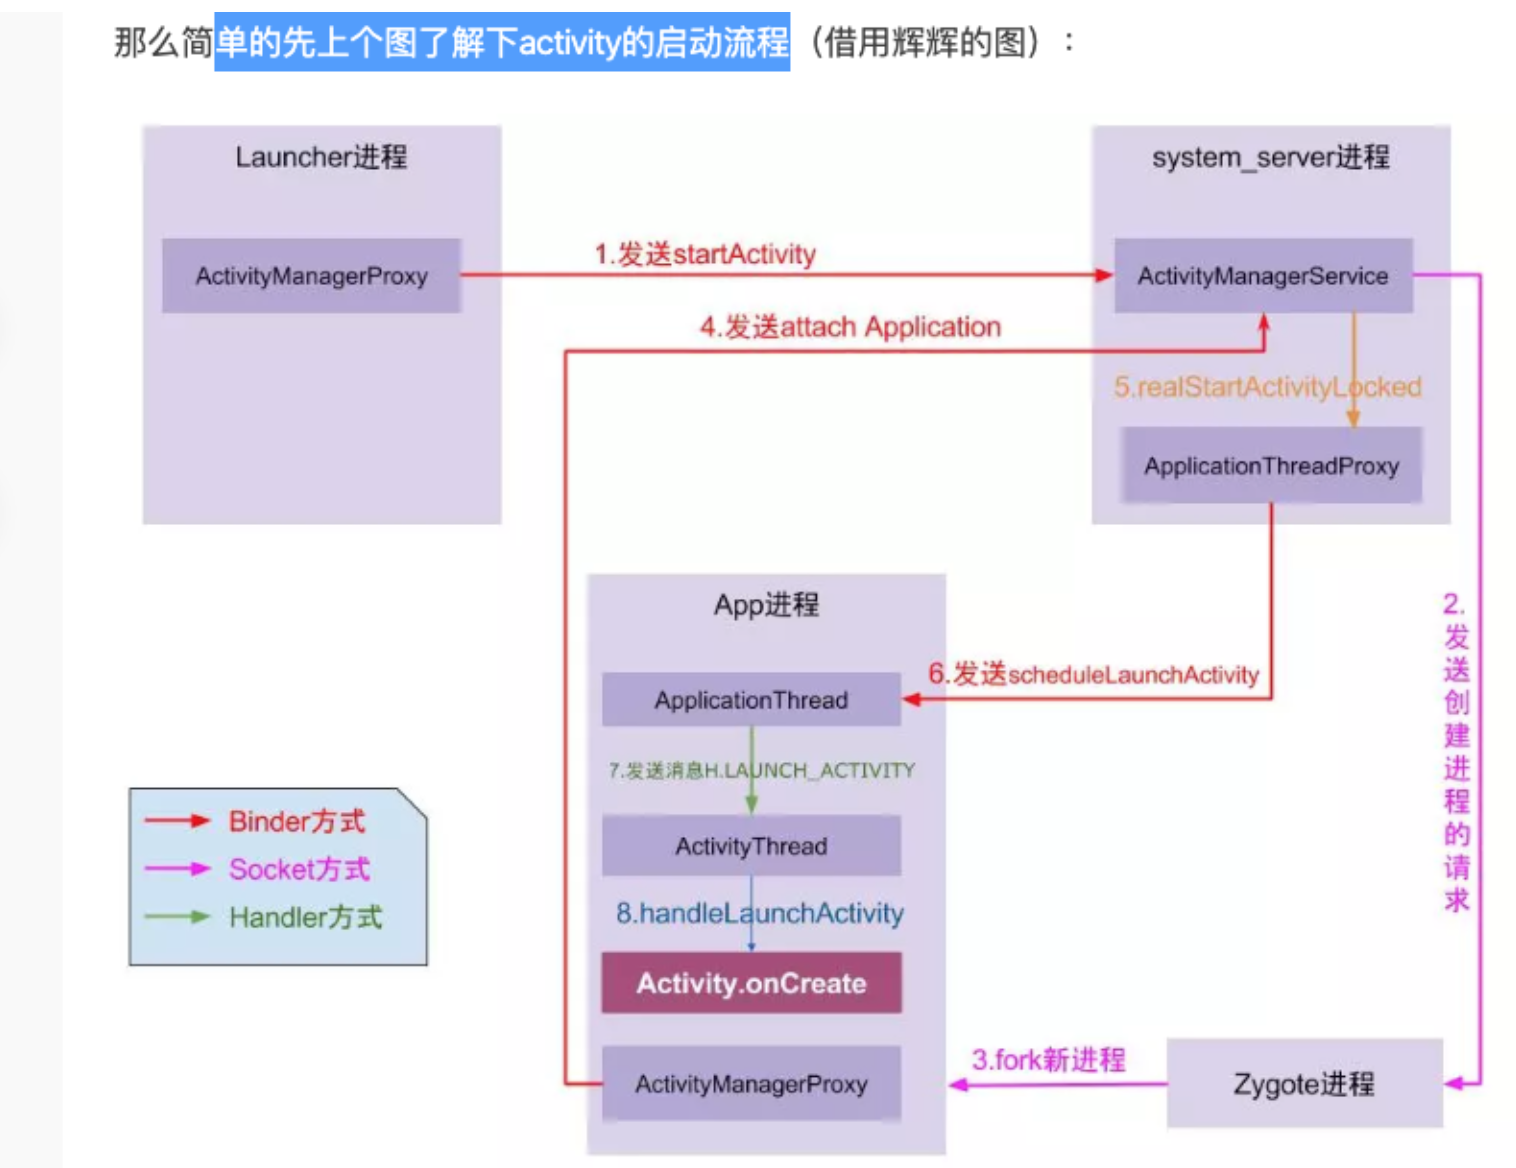 那么简单的先上个图了解下activity的启动流程（借用辉辉的图）：
Launcher进程
system_server进程
ActivityManagerProxy
1.发送startActivity
ActivityManagerService
4.发送attach Application
5.realStartActivityLocked
ApplicationThreadProxy
App进程
2.发送创建进程的请求
6.发送scheduleLaunchActivity
ApplicationThread
7.发送消息H.LAUNCH_ACTIVITY
ActivityThread
8.handleLaunchActivity
Activity.onCreate
ActivityManagerProxy
3.fork新进程
Zygote进程
Binder方式
Socket方式
Handler方式